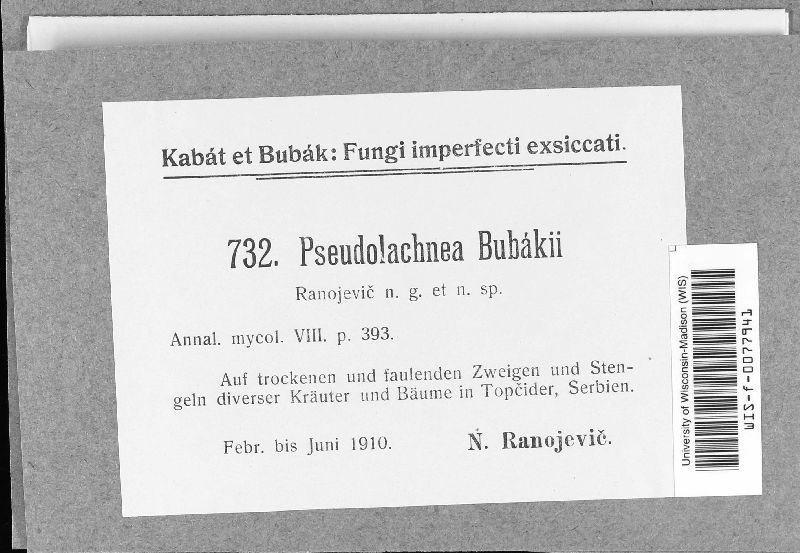 Kabát et Bubák: Fungi imperfecti exsiccati.
732. Pseudolachnea Bubákii
Ranojevič n. g. et n. sp.
Annal. mycol. VIII. p. 393.
Auf trockenen und faulenden Zweigen und Sten-
geln diverser Kräuter und Bäume in Topčider, Serbien.
Febr. bis Juni 1910.
N. Ranojevič.
University of Wisconsin-Madison (WIS)
WIS-f-0077941